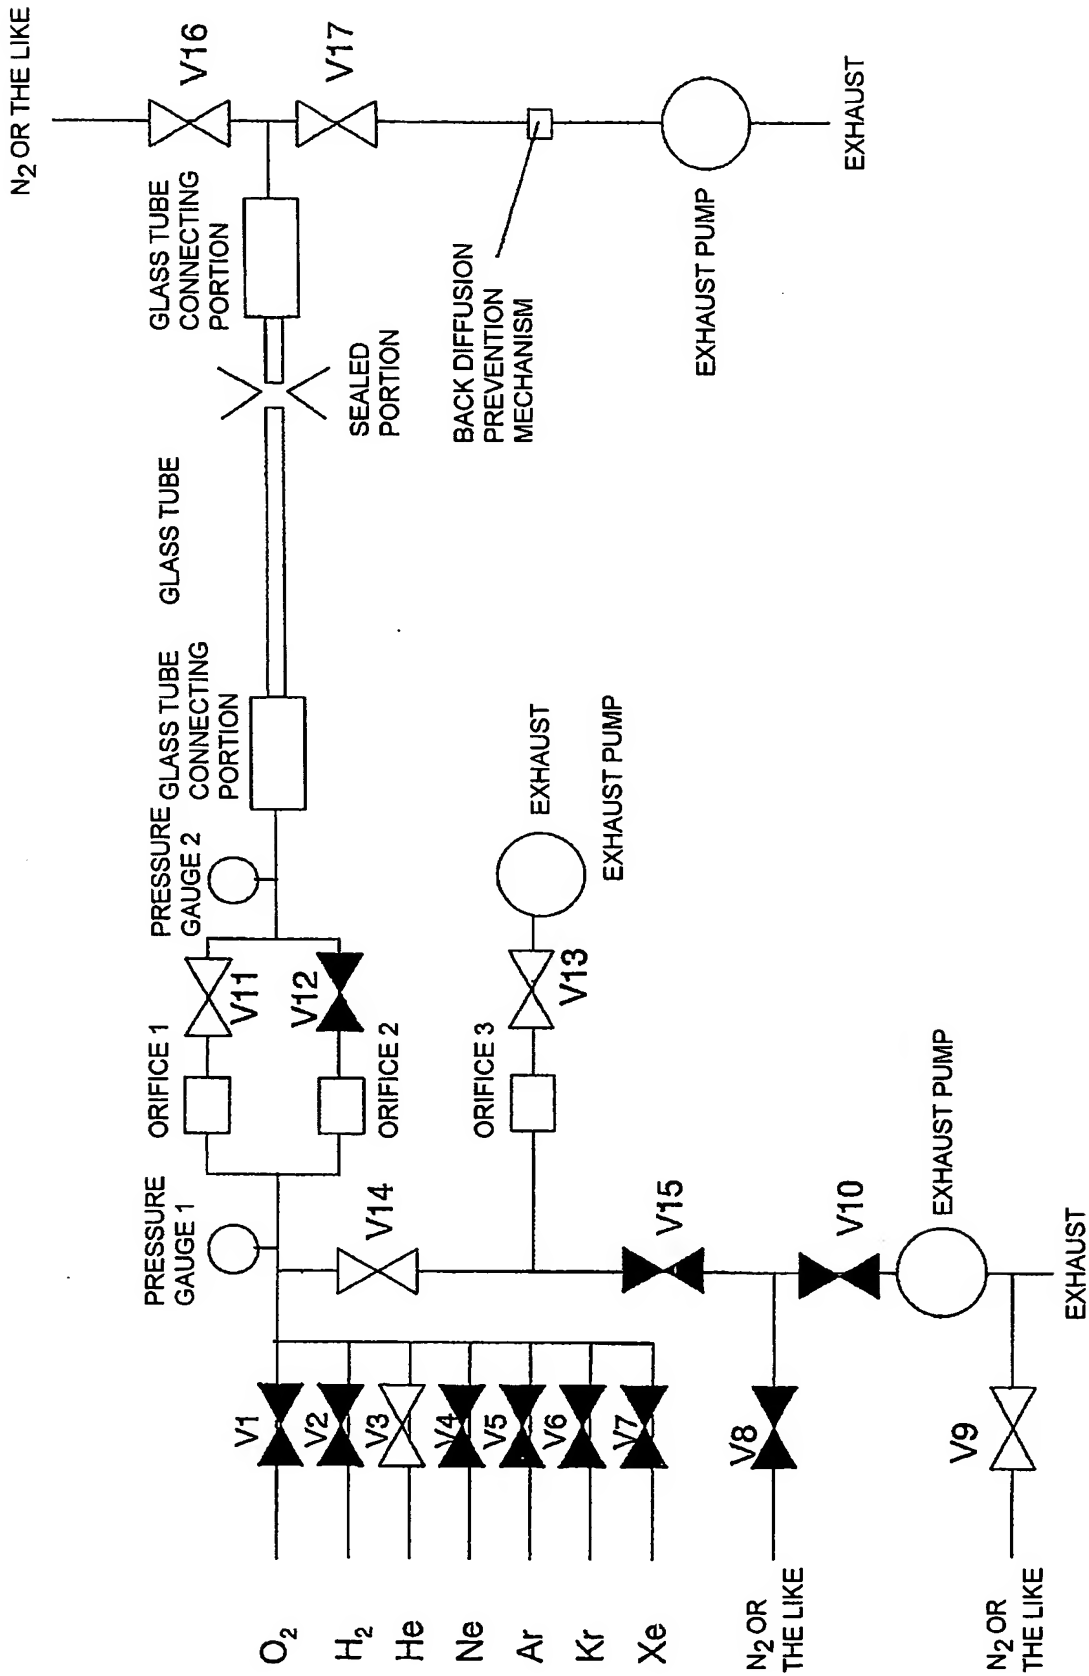 O2
H2
He
Ne
Ar
Kr
Xe
N2 OR
THE LIKE
N2 OR
THE LIKE
V1
V2
V3
V4
V5
V6
V7
V8
V9
PRESSURE
GAUGE 1
V14
V15
V10
EXHAUST PUMP
EXHAUST
ORIFICE 1
ORIFICE 2
ORIFICE 3
V11
V12
V13
EXHAUST
EXHAUST PUMP
PRESSURE
GAUGE 2
GLASS TUBE
CONNECTING
PORTION
GLASS TUBE
SEALED
PORTION
GLASS TUBE
CONNECTING
PORTION
BACK DIFFUSION
PREVENTION
MECHANISM
N2 OR THE LIKE
V16
V17
EXHAUST PUMP
EXHAUST